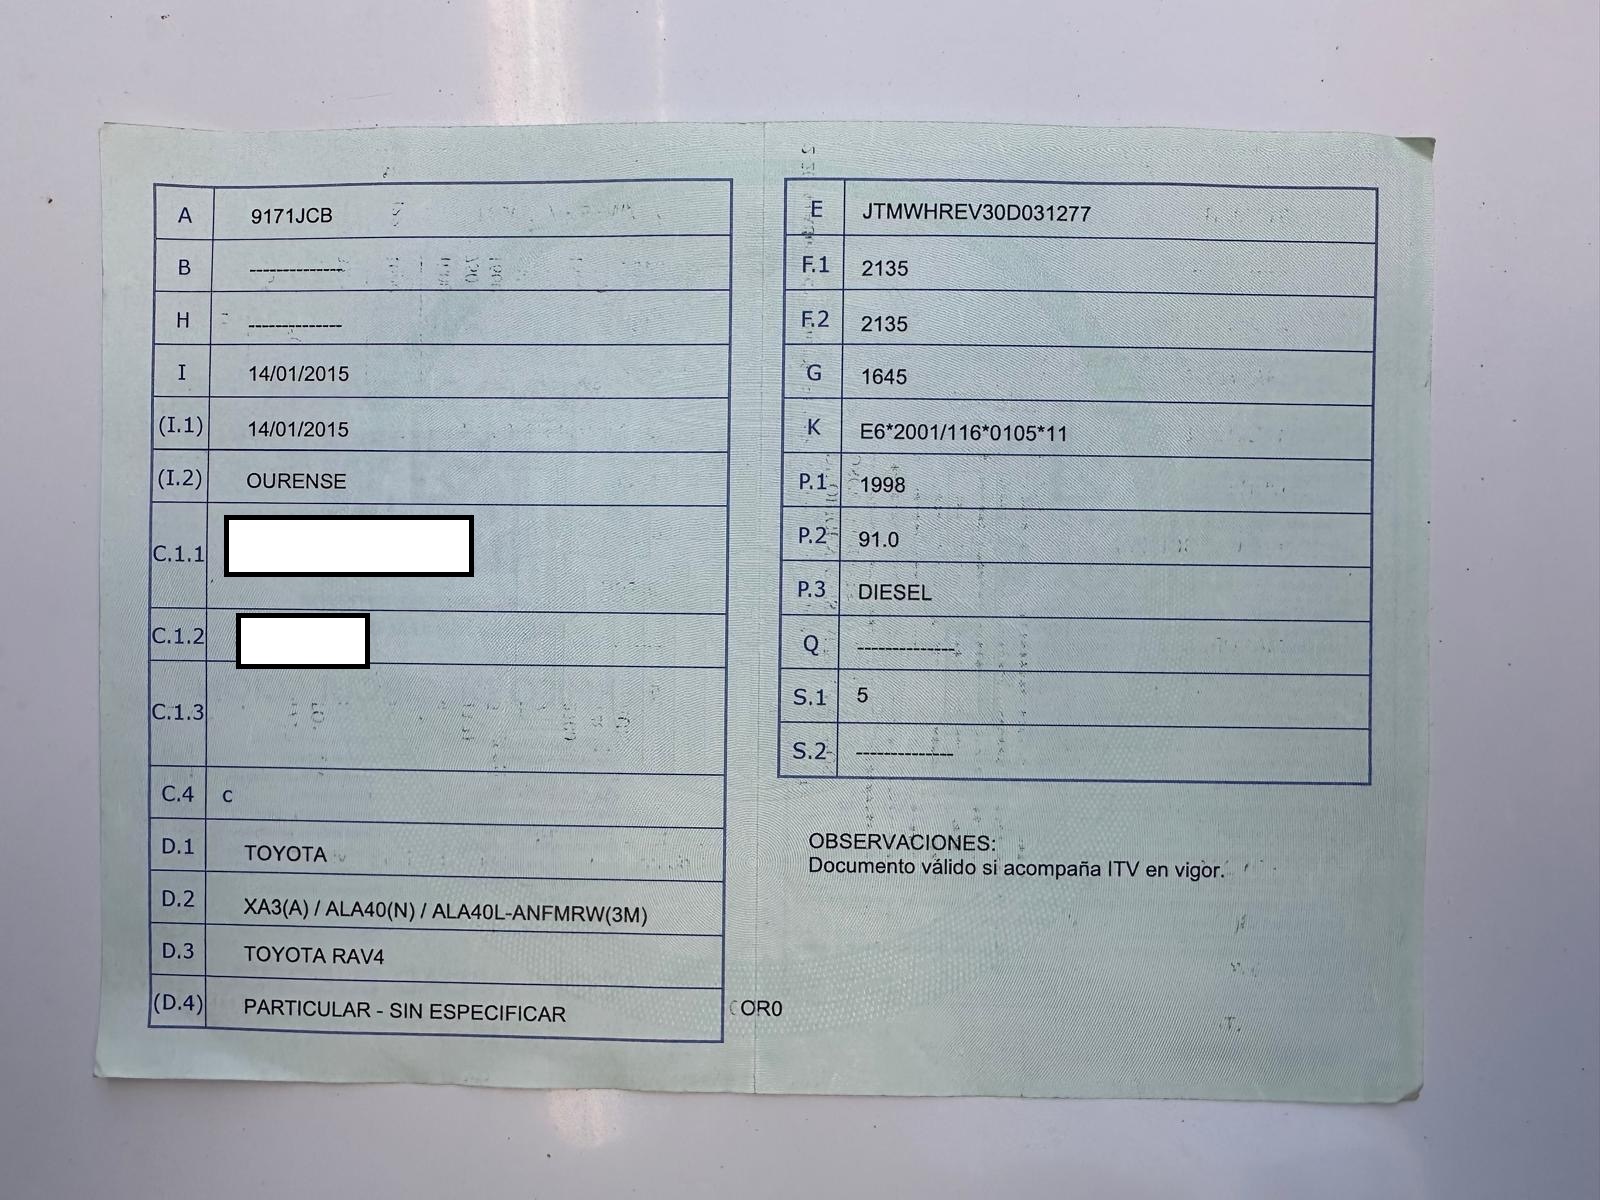 A 9171JCB
B --------------
H --------------
I 14/01/2015
(I.1) 14/01/2015
(I.2) OURENSE
C.1.1
C.1.2
C.1.3
C.4 c
D.1 TOYOTA
D.2 XA3(A) / ALA40(N) / ALA40L-ANFMRW(3M)
D.3 TOYOTA RAV4
(D.4) PARTICULAR - SIN ESPECIFICAR
OR0
E JTMWHREV30D031277
F.1 2135
F.2 2135
G 1645
K E6*2001/116*0105*11
P.1 1998
P.2 91.0
P.3 DIESEL
Q --------------
S.1 5
S.2 --------------
OBSERVACIONES:
Documento válido si acompaña ITV en vigor.